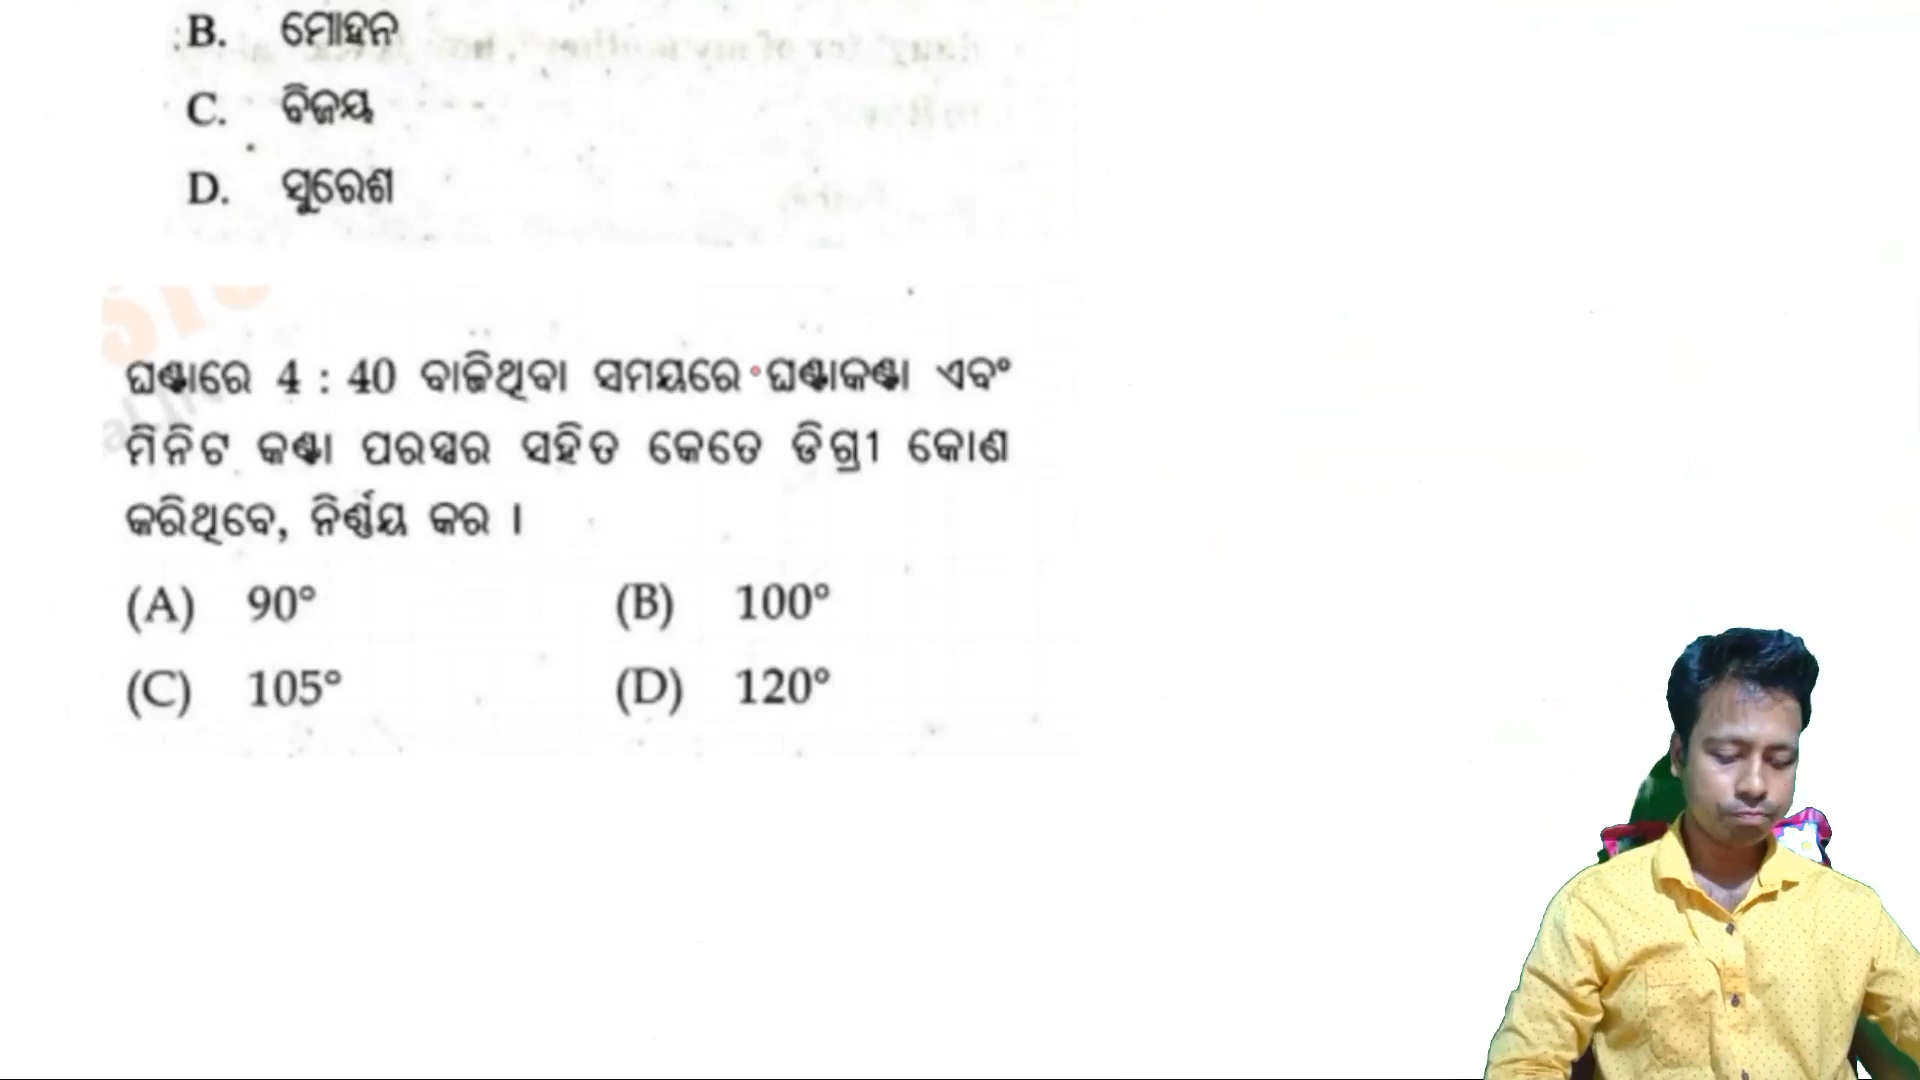 B. ମୋହନ
C. ବିଜୟ
D. ସୁରେଶ
ଘଣ୍ଟାରେ 4 : 40 ବାଜିଥିବା ସମୟରେ ଘଣ୍ଟାକଣ୍ଟା ଏବଂ
ମିନିଟ କଣ୍ଟା ପରସ୍ପର ସହିତ କେତେ ଡିଗ୍ରୀ କୋଣ
କରିଥିବେ, ନିର୍ଣ୍ଣୟ କର ।
(A) 90° (B) 100°
(C) 105° (D) 120°